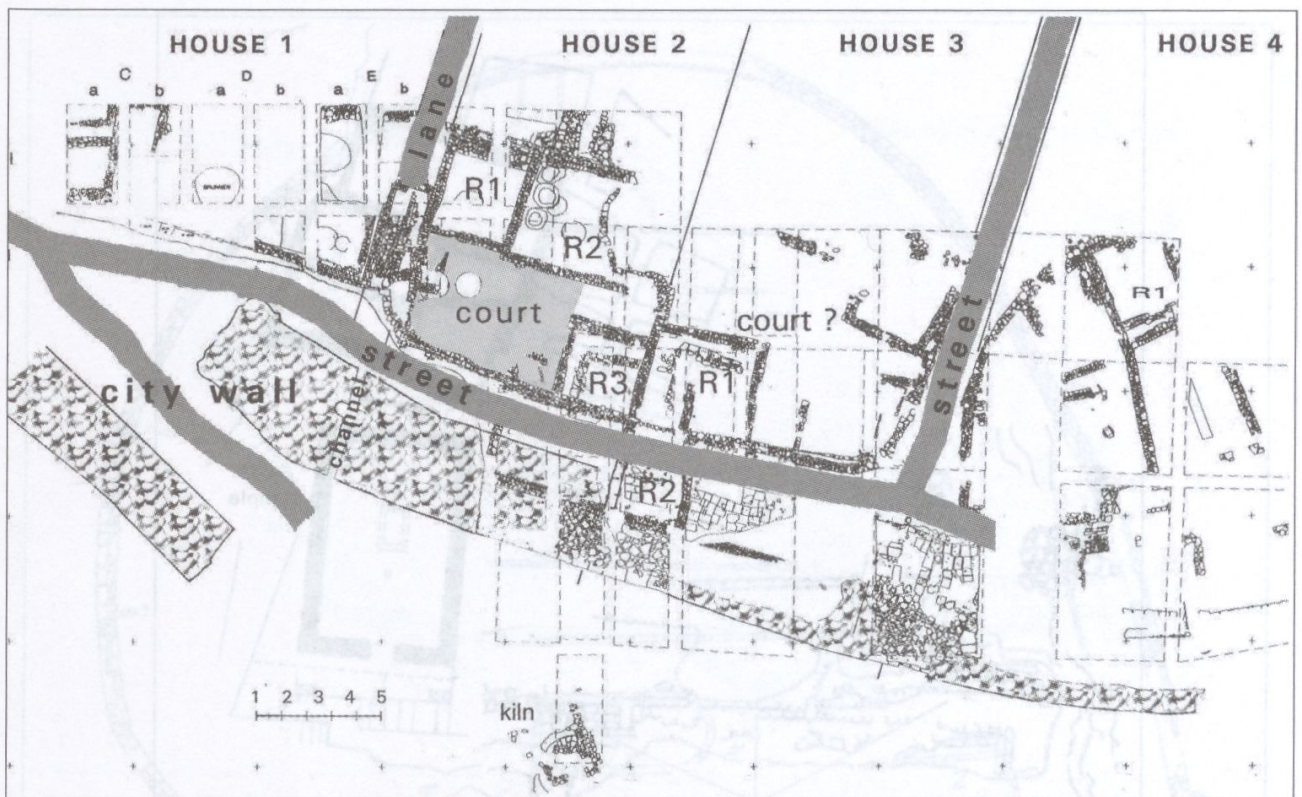 HOUSE 1
HOUSE 2
HOUSE 3
HOUSE 4
C
D
E
a
b
a
b
a
b
lane
R1
R2
R1
court
court ?
street
street
R3
R1
city wall
channel
R2
1 2 3 4 5
kiln